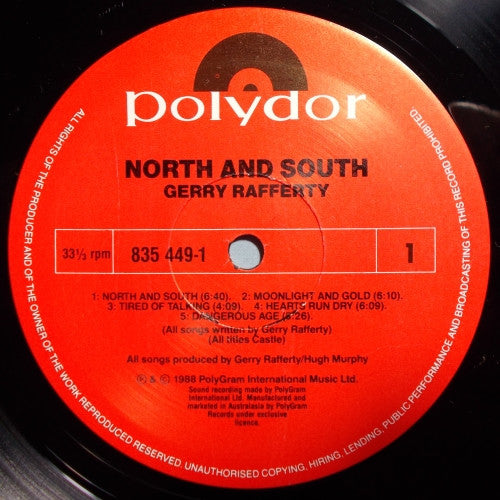 polydor
NORTH AND SOUTH
GERRY RAFFERTY
33⅓ rpm 835 449-1 1
1: NORTH AND SOUTH (6:40). 2: MOONLIGHT AND GOLD (6:10).
3: TIRED OF TALKING (4:09). 4: HEARTS RUN DRY (6:09).
5: DANGEROUS AGE (5:26).
(All songs written by Gerry Rafferty)
(All titles Castle)
All songs produced by Gerry Rafferty/Hugh Murphy
Ⓟ & © 1988 PolyGram International Music Ltd.
Sound recording made by PolyGram
International Ltd. Manufactured and
marketed in Australasia by PolyGram
Records under exclusive
licence.
ALL RIGHTS OF THE PRODUCER AND OF THE OWNER OF THE WORK REPRODUCED RESERVED. UNAUTHORISED COPYING, HIRING, LENDING, PUBLIC PERFORMANCE AND BROADCASTING OF THIS RECORD PROHIBITED.